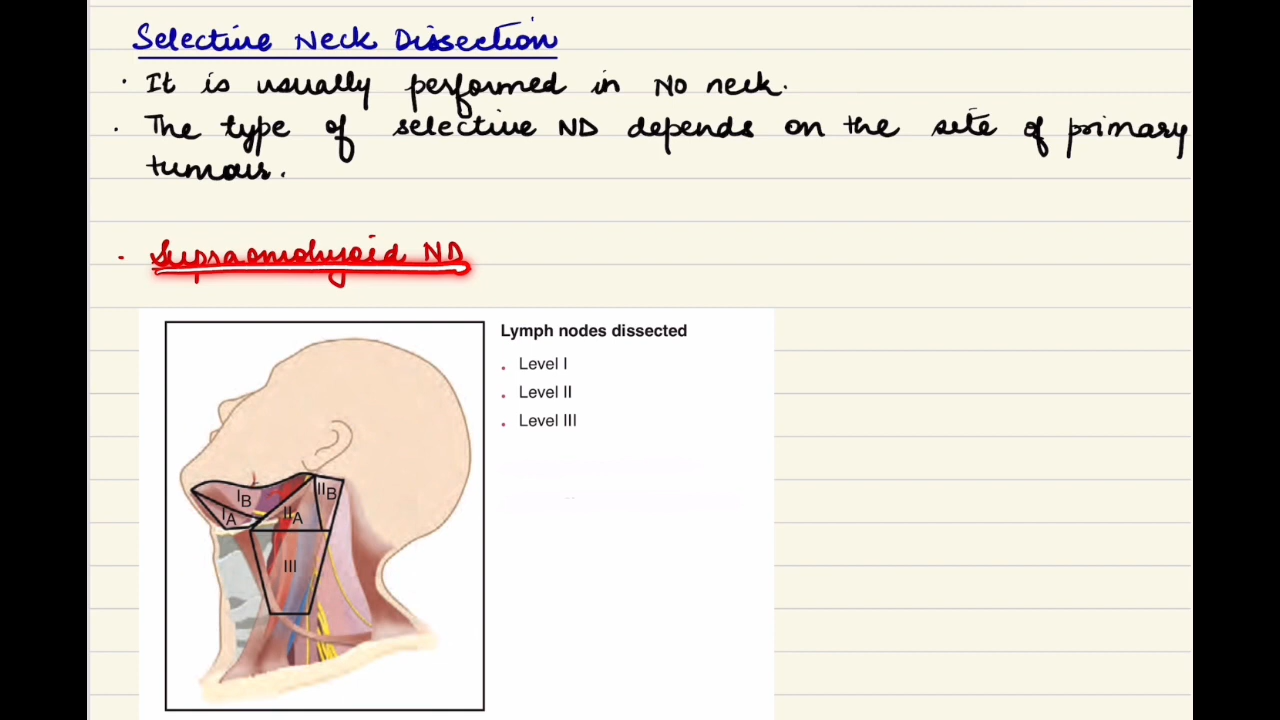 Selective Neck Dissection
· It is usually performed in No neck.
· The type of selective ND depends on the site of primary
tumour.
· Supraomohyoid ND
Lymph nodes dissected
• Level I
• Level II
• Level III
IB
IIB
IA
IIA
III